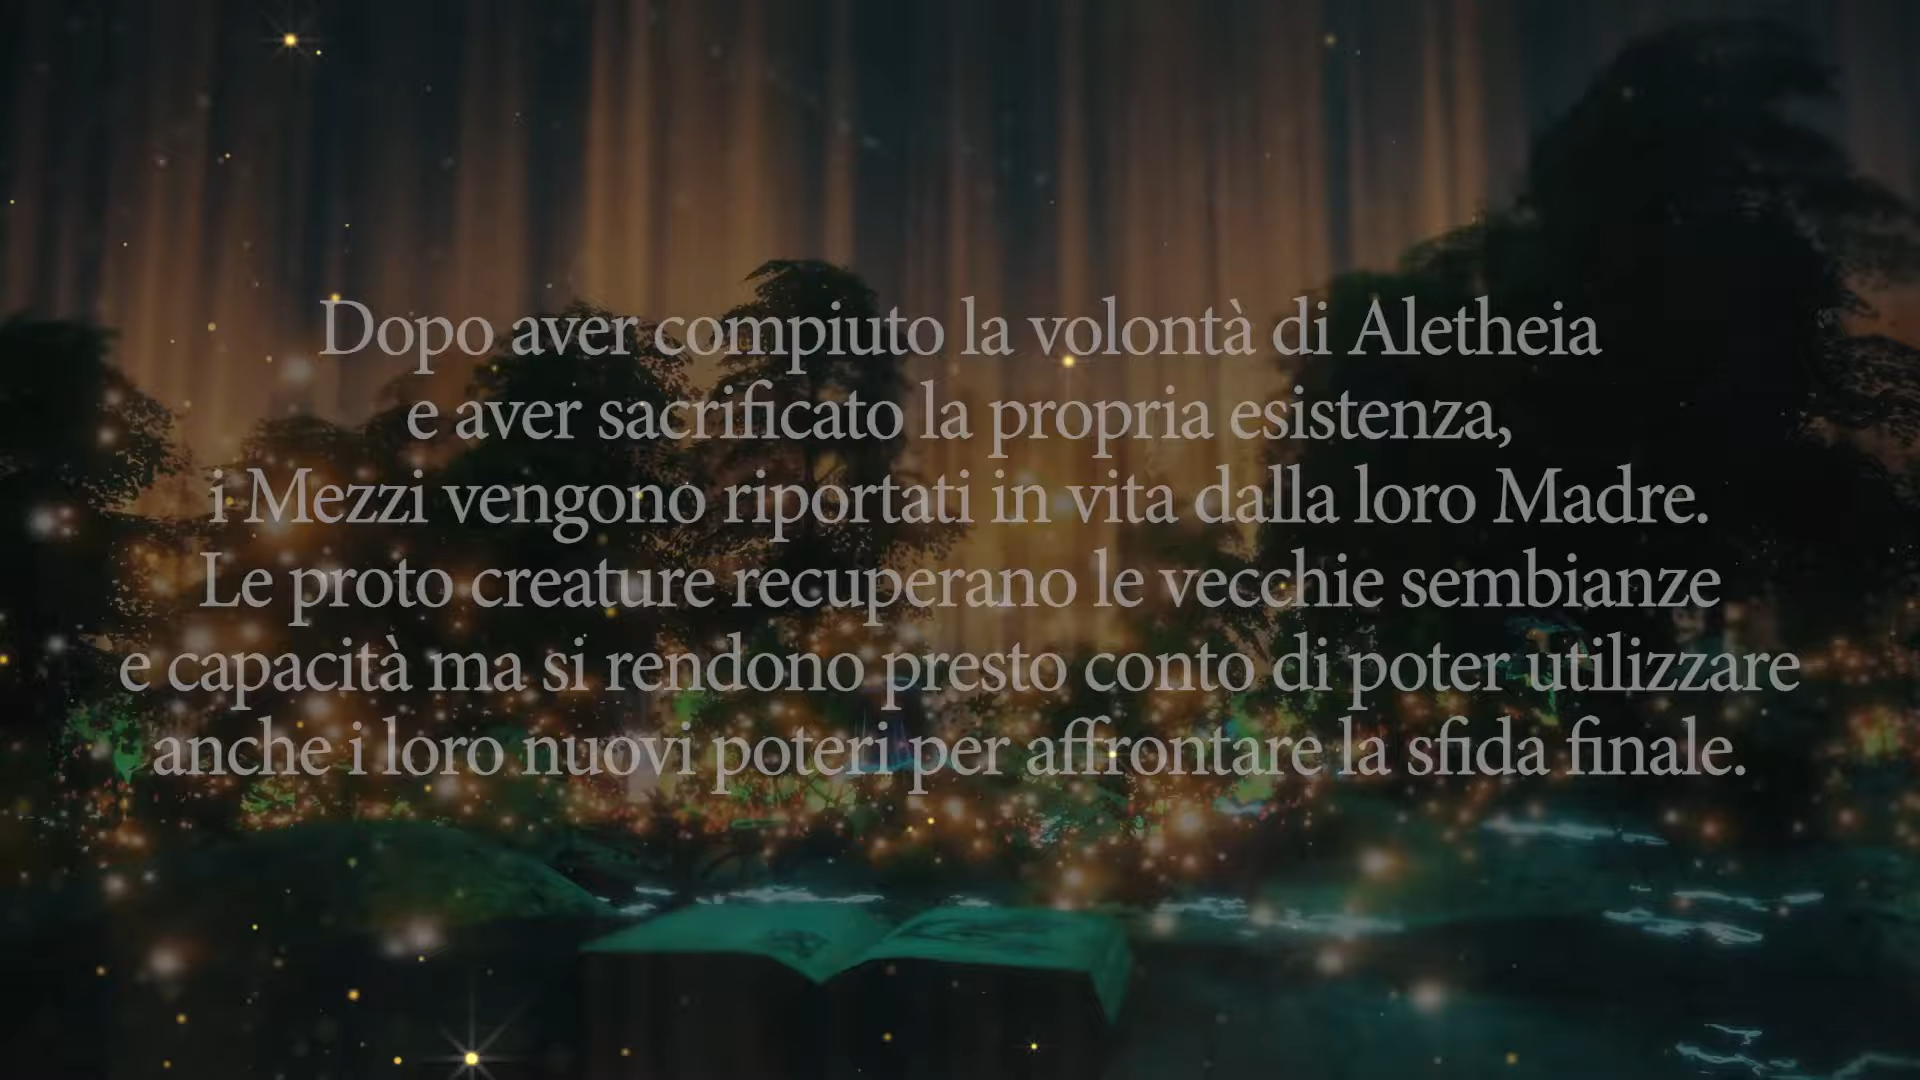 Dopo aver compiuto la volontà di Aletheia
e aver sacrificato la propria esistenza,
i Mezzi vengono riportati in vita dalla loro Madre.
Le proto creature recuperano le vecchie sembianze
e capacità ma si rendono presto conto di poter utilizzare
anche i loro nuovi poteri per affrontare la sfida finale.